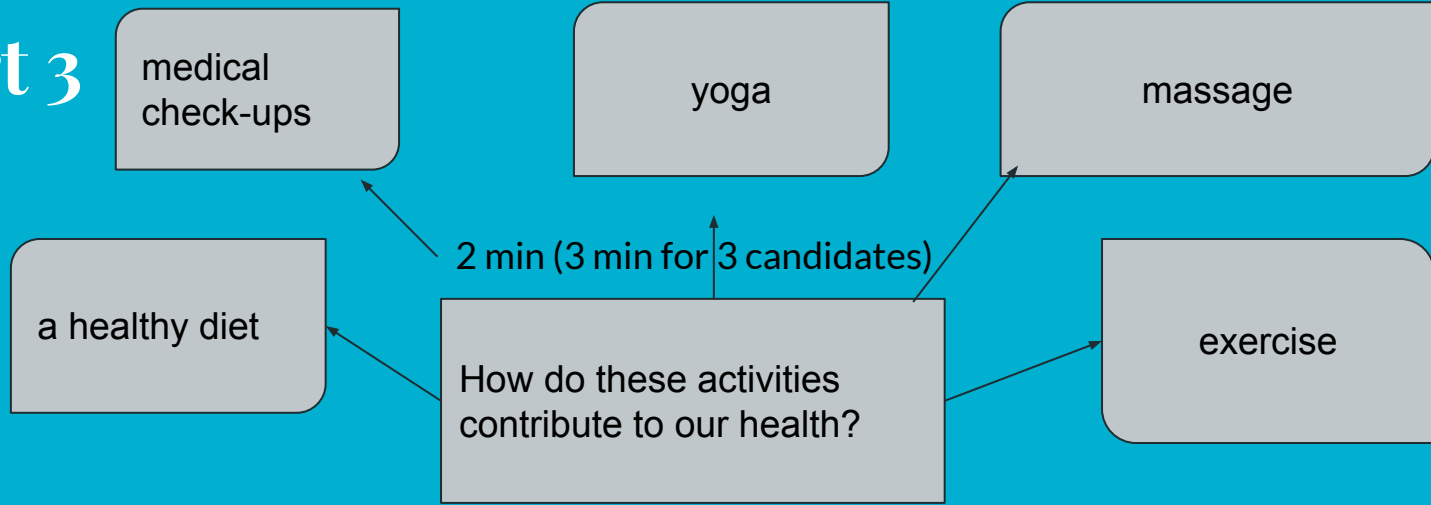 t 3
medical
check-ups
yoga
massage
2 min (3 min for 3 candidates)
a healthy diet
exercise
How do these activities
contribute to our health?